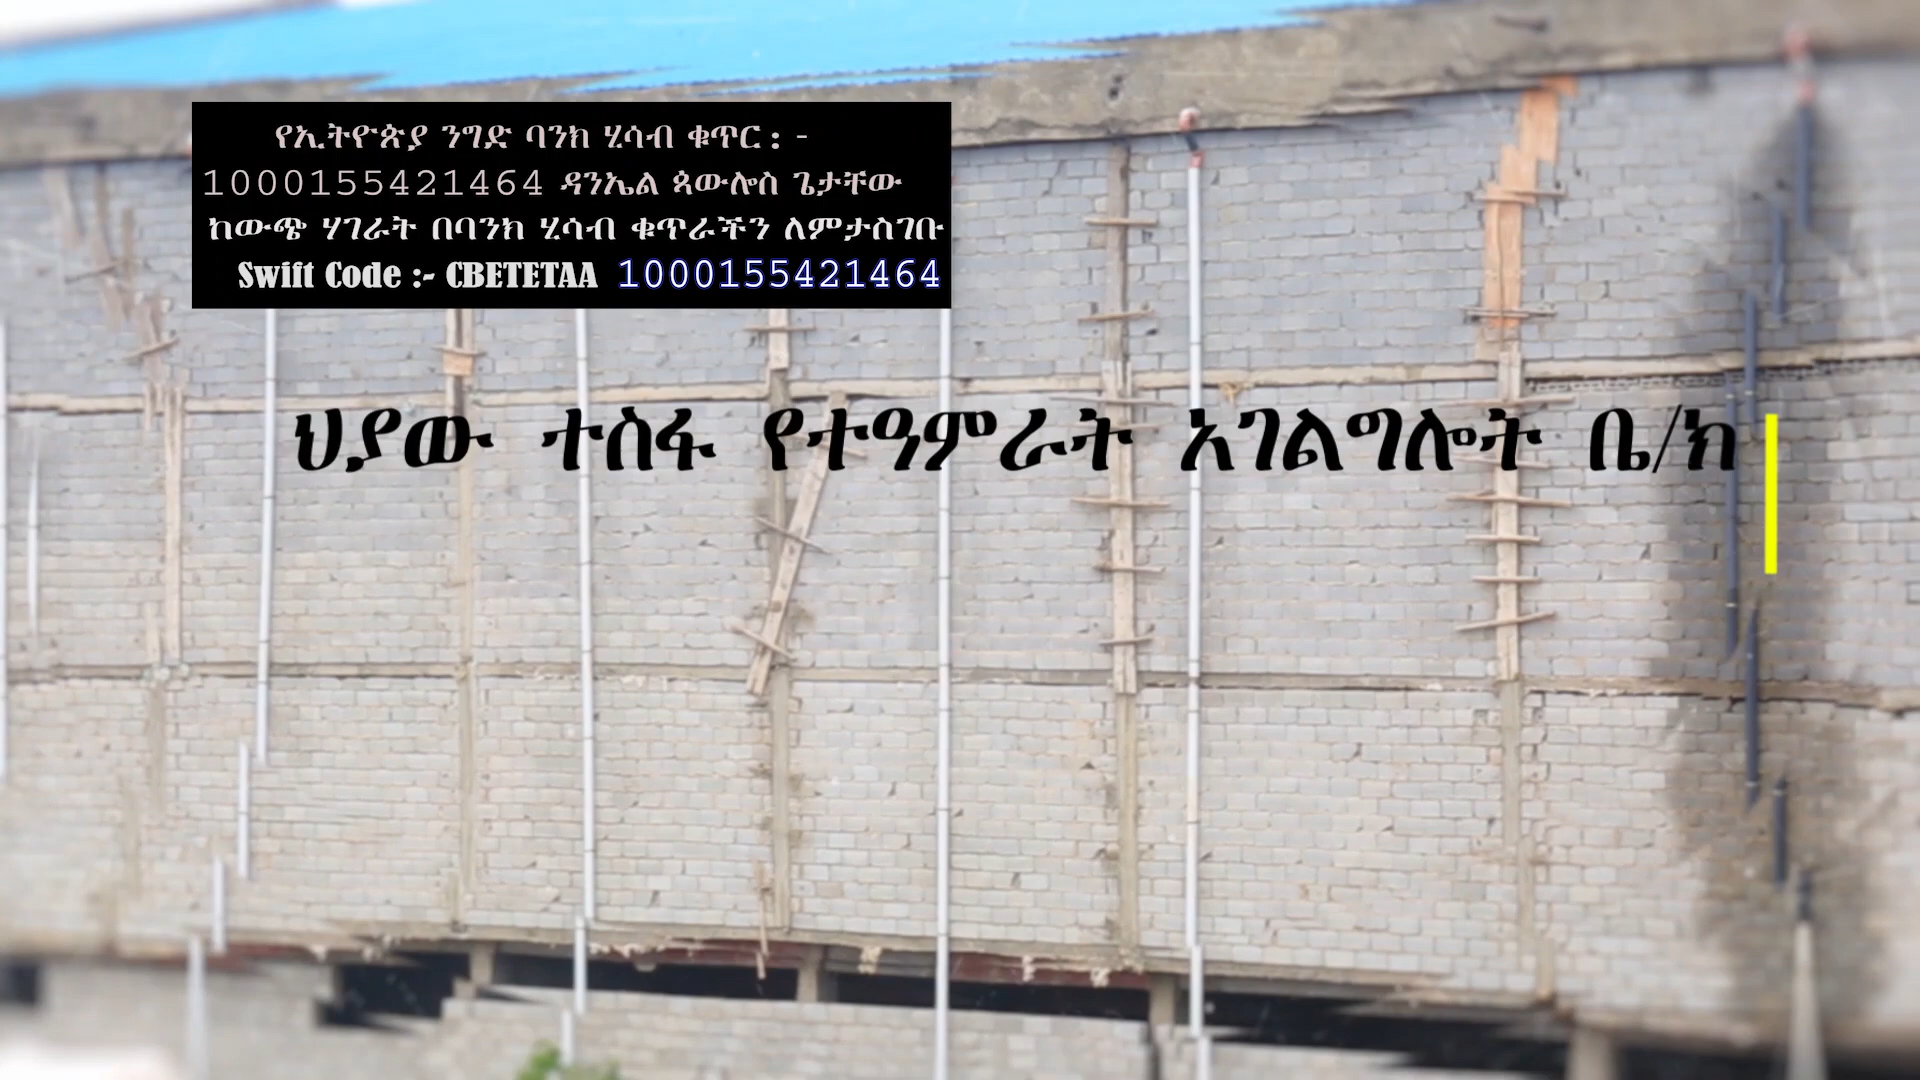 የኢትዮጵያ ንግድ ባንክ ሂሳብ ቁጥር : -
1000155421464 ዳንኤል ጳውሎስ ጌታቸው
ከውጭ ሃገራት በባንክ ሂሳብ ቁጥራችን ለምታስገቡ
Swift Code :- CBETETAA 1000155421464
ህያው ተስፋ የተዓምራት አገልግሎት ቤ/ክ